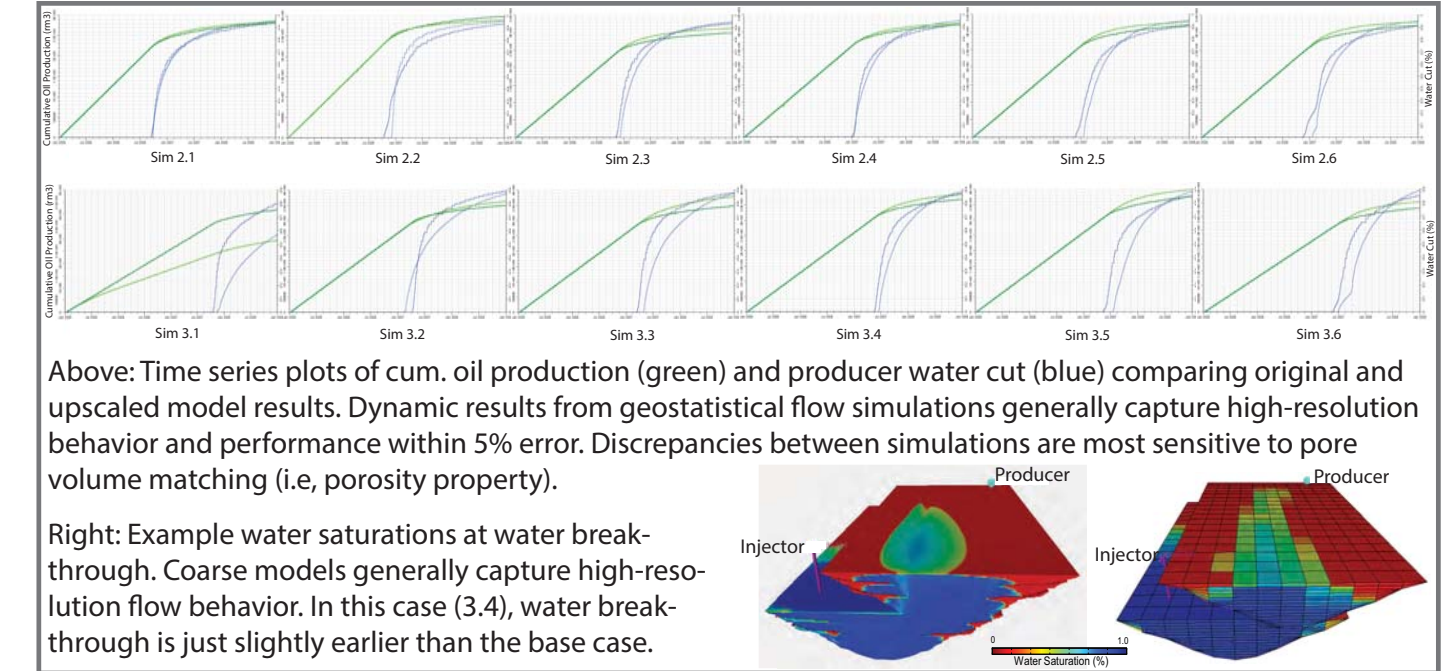 Cumulative Oil Production (rm3)
Water Cut (%)
Sim 2.1
Sim 2.2
Sim 2.3
Sim 2.4
Sim 2.5
Sim 2.6
Cumulative Oil Production (rm3)
Water Cut (%)
Sim 3.1
Sim 3.2
Sim 3.3
Sim 3.4
Sim 3.5
Sim 3.6
Above: Time series plots of cum. oil production (green) and producer water cut (blue) comparing original and
upscaled model results. Dynamic results from geostatistical flow simulations generally capture high-resolution
behavior and performance within 5% error. Discrepancies between simulations are most sensitive to pore
volume matching (i.e, porosity property).
Right: Example water saturations at water break-
through. Coarse models generally capture high-reso-
lution flow behavior. In this case (3.4), water break-
through is just slightly earlier than the base case.
Producer
Injector
Producer
Injector
0
1.0
Water Saturation (%)